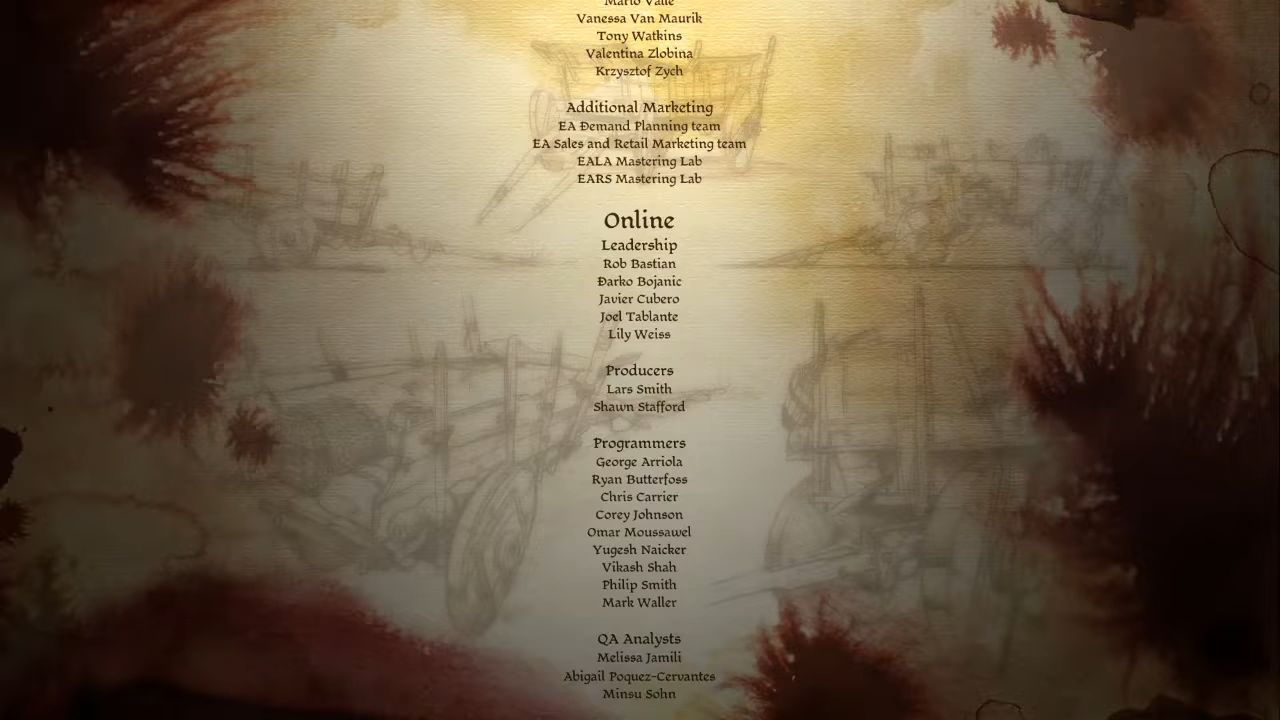 Mario Valle
Vanessa Van Maurik
Tony Watkins
Valentina Zlobina
Krzysztof Zych
Additional Marketing
EA Demand Planning team
EA Sales and Retail Marketing team
EALA Mastering Lab
EARS Mastering Lab
Online
Leadership
Rob Bastian
Darko Bojanic
Javier Cubero
Joel Tablante
Lily Weiss
Producers
Lars Smith
Shawn Stafford
Programmers
George Arriola
Ryan Butterfoss
Chris Carrier
Corey Johnson
Omar Moussawel
Yugesh Naicker
Vikash Shah
Philip Smith
Mark Waller
QA Analysts
Melissa Jamili
Abigail Poquez-Cervantes
Minsu Sohn